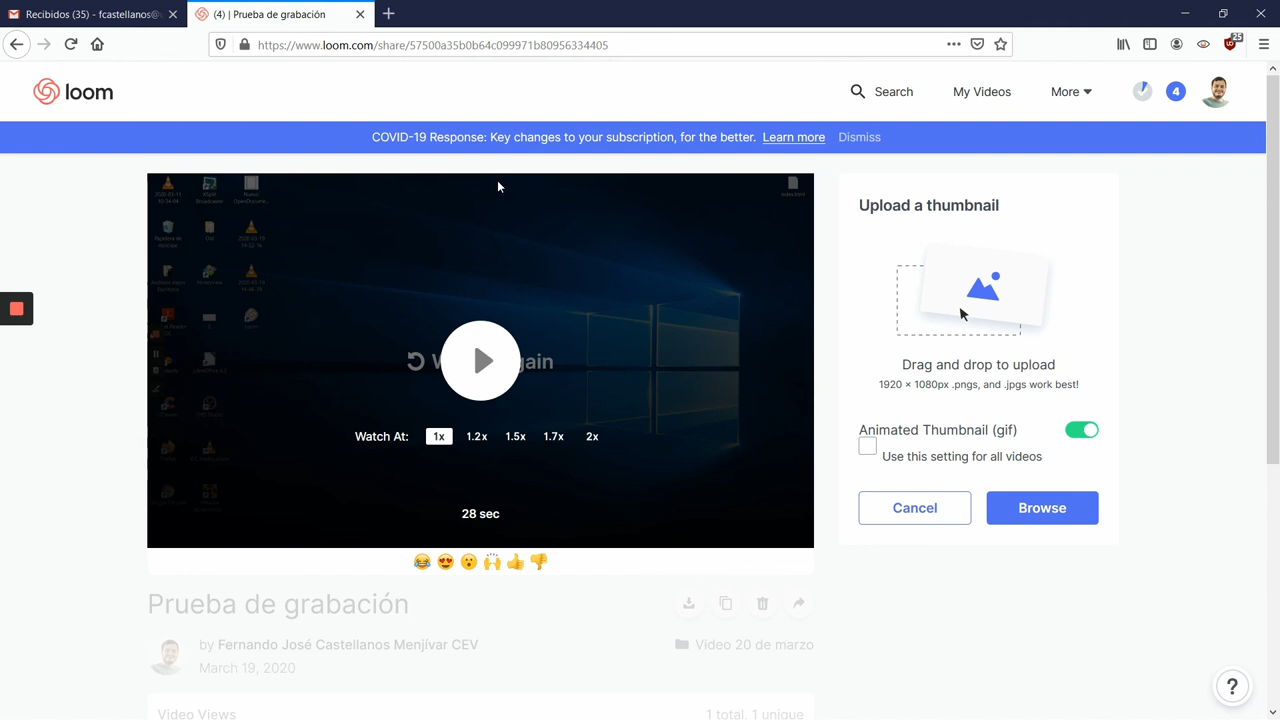 Recibidos (35) - fcastellanos@
(4) | Prueba de grabación
https://www.loom.com/share/57500a35b0b64c099971b80956334405
25
loom
Search
My Videos
More
4
COVID-19 Response: Key changes to your subscription, for the better. Learn more Dismiss
Upload a thumbnail
Drag and drop to upload
1920 × 1080px .pngs, and .jpgs work best!
Animated Thumbnail (gif)
Use this setting for all videos
Cancel
Browse
Watch At: 1x 1.2x 1.5x 1.7x 2x
28 sec
Prueba de grabación
by Fernando José Castellanos Menjívar CEV
March 19, 2020
Video 20 de marzo
Video Views
1 total, 1 unique
?